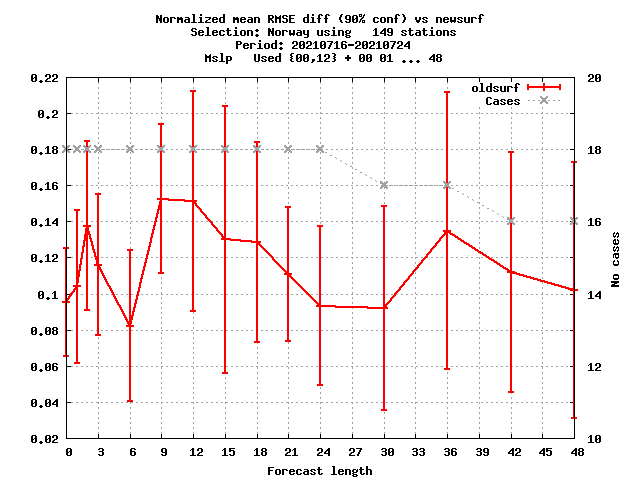 Normalized mean RMSE diff (90% conf) vs newsurf
Selection: Norway using   149 stations
Period: 20210716-20210724
Mslp   Used {00,12} + 00 01 ... 48
oldsurf
Cases
0.22
0.2
0.18
0.16
0.14
0.12
0.1
0.08
0.06
0.04
0.02
20
18
16
14
12
10
No cases
0 3 6 9 12 15 18 21 24 27 30 33 36 39 42 45 48
Forecast length